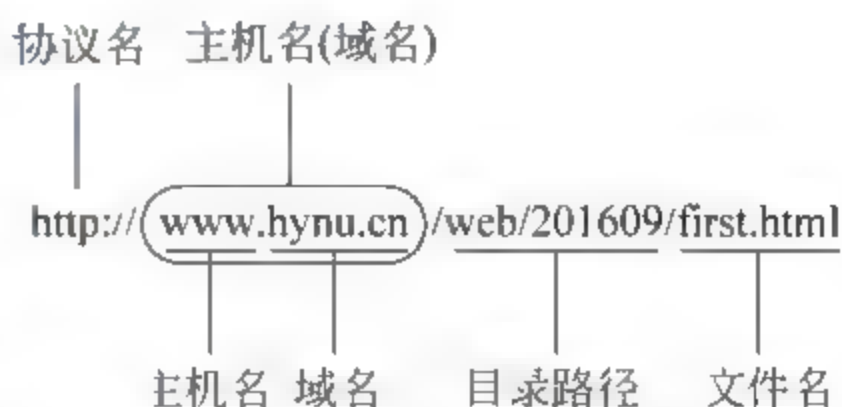 协议名 主机名(域名)
http://www.hynu.cn/web/201609/first.html
主机名 域名 目录路径 文件名